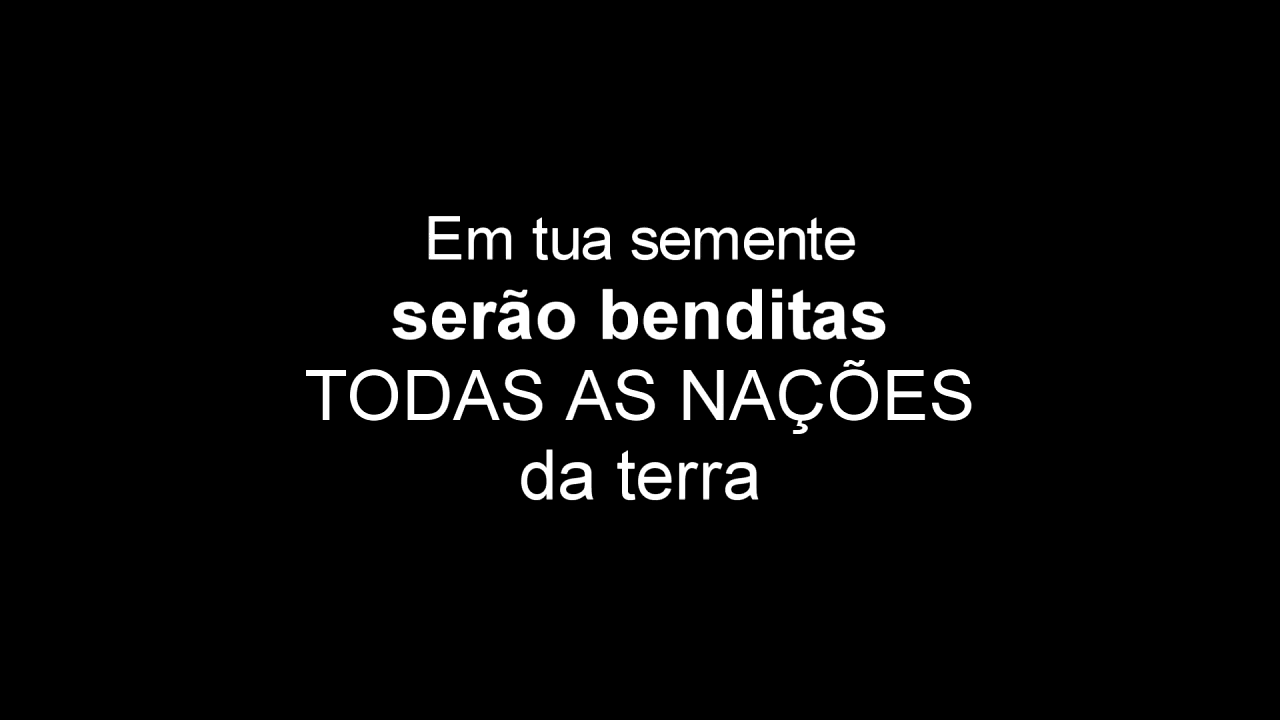 Em tua semente
serão benditas
TODAS AS NAÇÕES
da terra